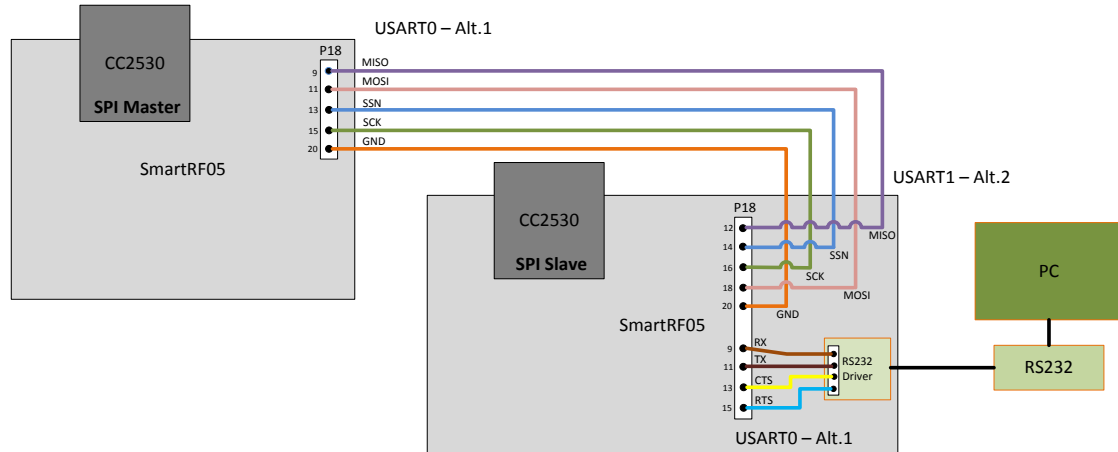 USART0 – Alt.1
P18
CC2530
SPI Master
SmartRF05
9
MISO
11
MOSI
13
SSN
15
SCK
20
GND
USART1 – Alt.2
P18
CC2530
SPI Slave
SmartRF05
12
MISO
14
SSN
16
SCK
18
MOSI
20
GND
9
RX
11
TX
13
CTS
15
RTS
RS232
Driver
USART0 – Alt.1
PC
RS232